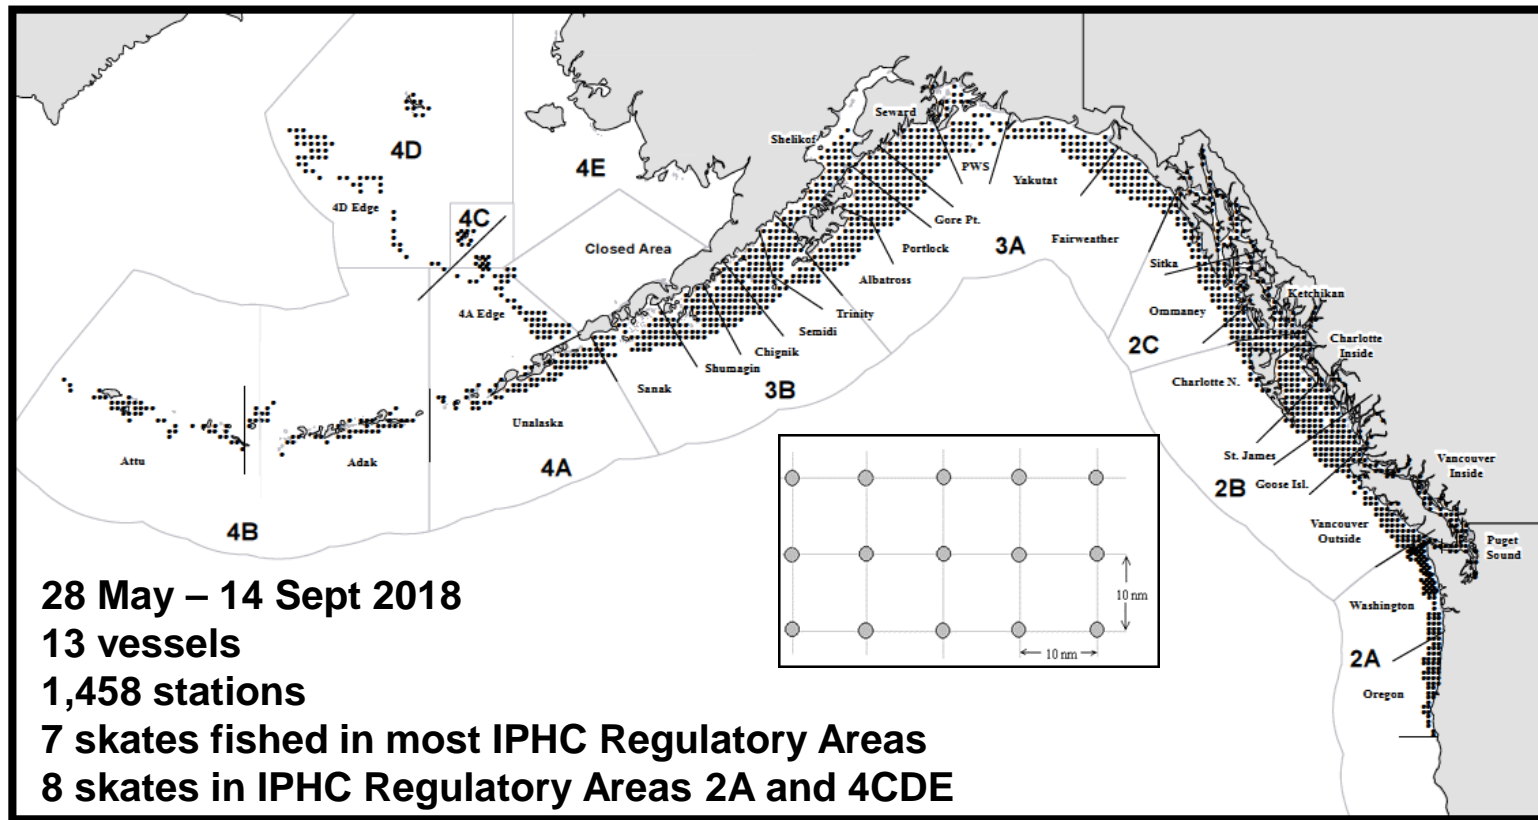 Seward
Shelikof
4D
4E
PWS
Yakutat
4D Edge
4C
Gore Pt.
Closed Area
Portlock
3A
Fairweather
Albatross
Sitka
Ketchikan
4A Edge
Trinity
Ommaney
Semidi
Charlotte
Inside
2C
Chignik
Shumagin
Sanak
3B
Charlotte N.
Unalaska
Attu
Adak
4A
St. James
Vancouver
Inside
2B
Goose Isl.
4B
Vancouver
Outside
Puget
Sound
10 nm
10 nm
Washington
2A
Oregon
28 May – 14 Sept 2018
13 vessels
1,458 stations
7 skates fished in most IPHC Regulatory Areas
8 skates in IPHC Regulatory Areas 2A and 4CDE